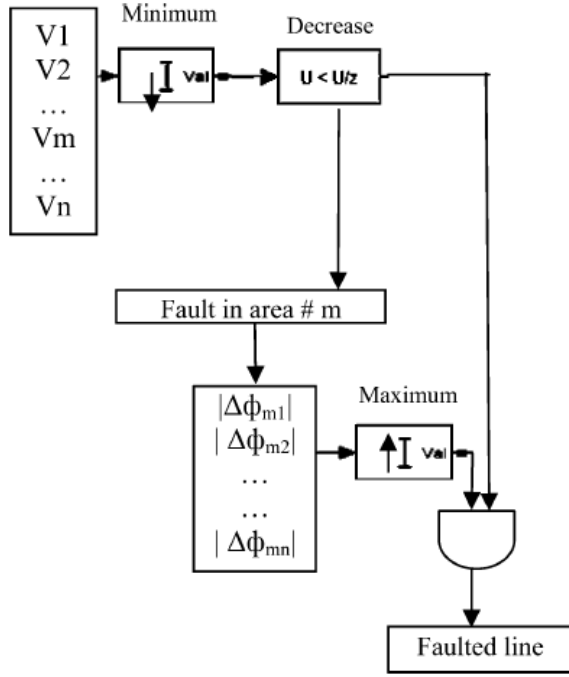 Minimum
Decrease
V1
V2
…
Vm
…
Vn
Val
U < U/z
Fault in area # m
|Δϕm1|
| Δϕm2|
…
…
| Δϕmn|
Maximum
Val
Faulted line